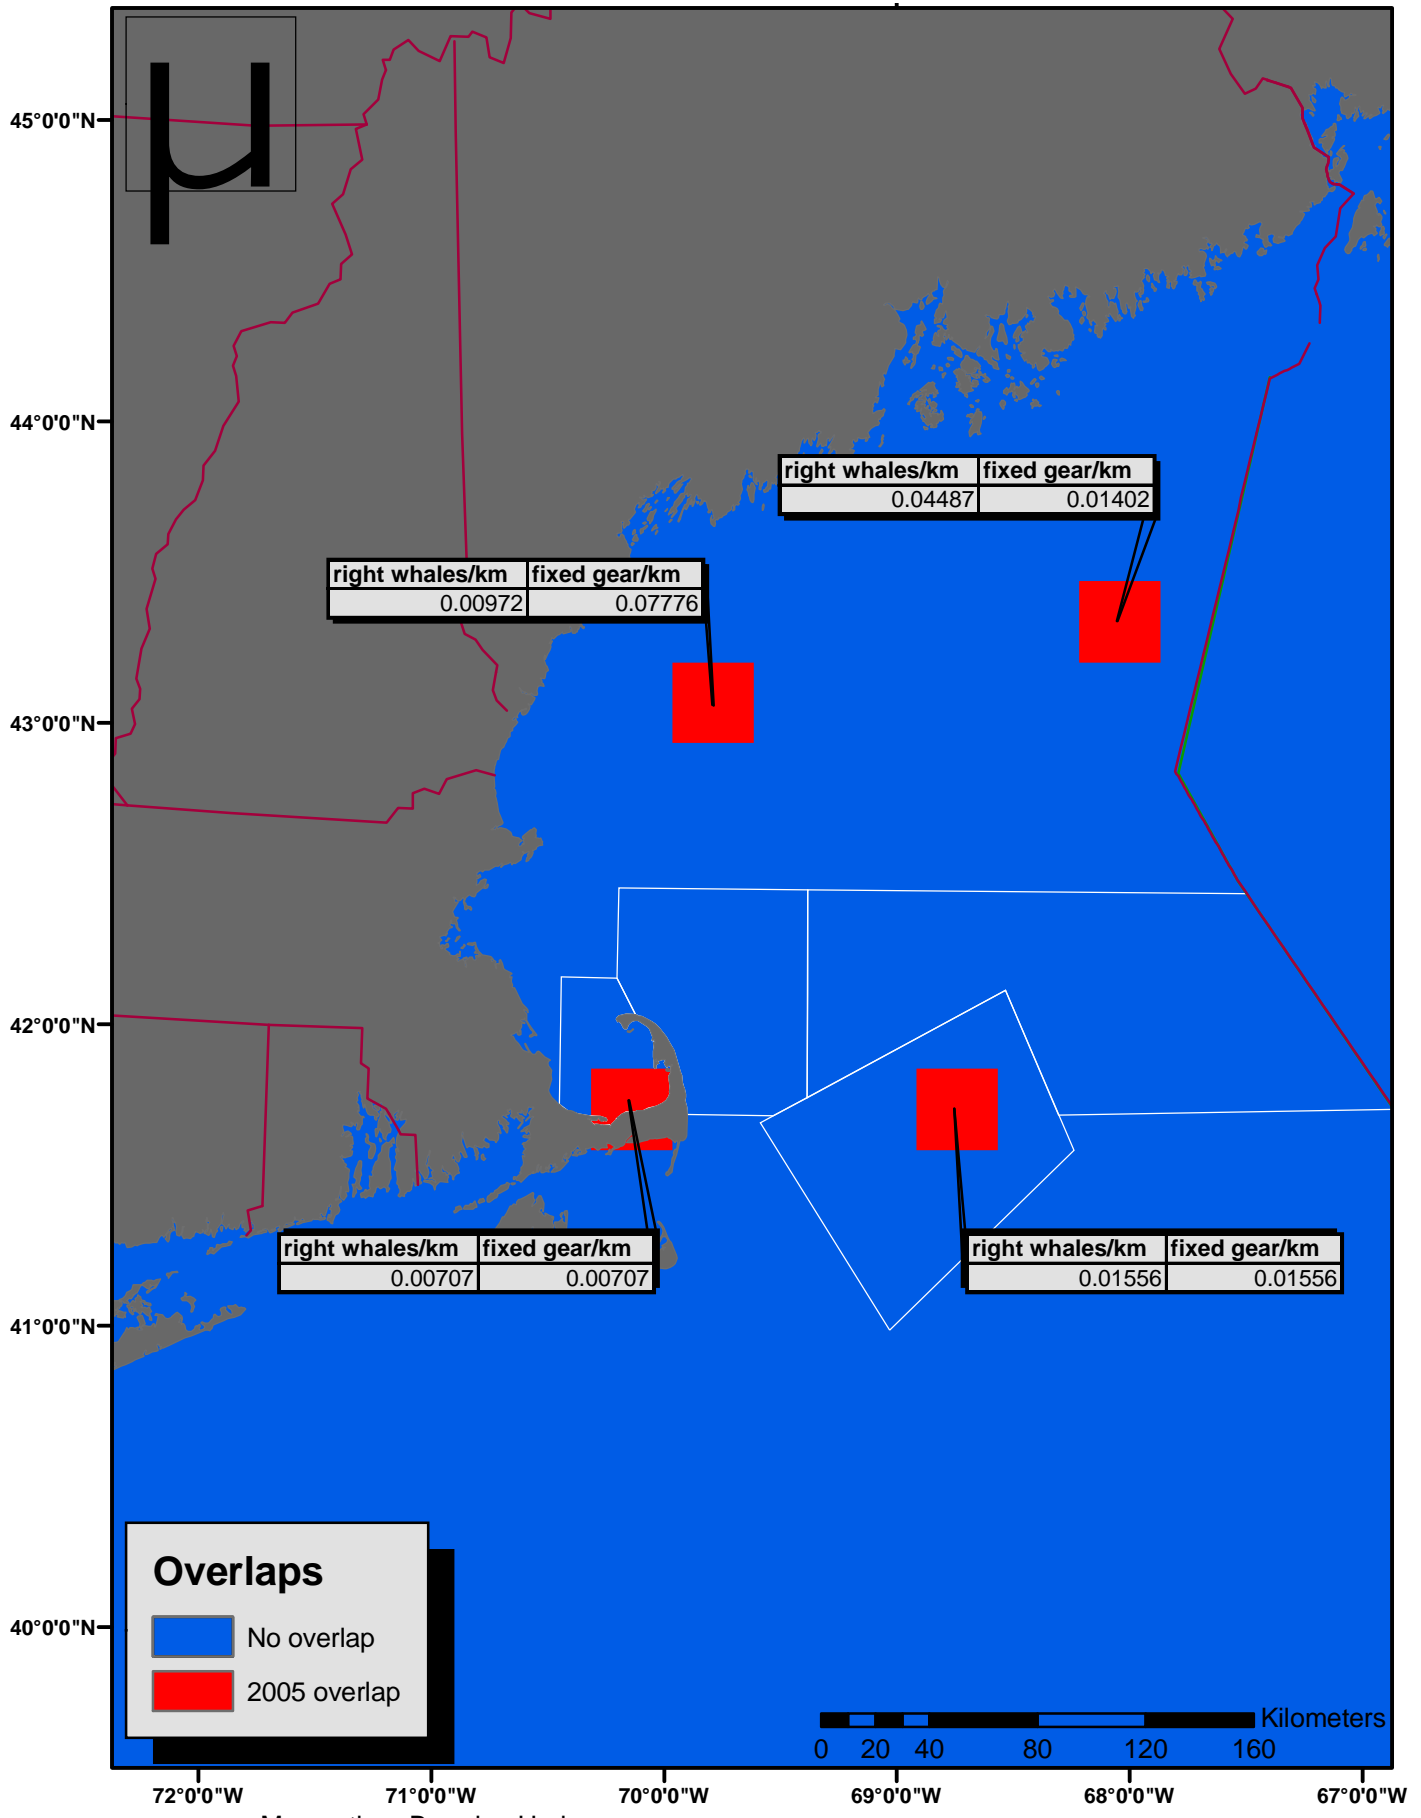 µ
45°0'0"N
44°0'0"N
right whales/km fixed gear/km
0.04487 0.01402
right whales/km fixed gear/km
0.00972 0.07776
43°0'0"N
42°0'0"N
right whales/km fixed gear/km
0.00707 0.00707
right whales/km fixed gear/km
0.01556 0.01556
41°0'0"N
Overlaps
40°0'0"N
No overlap
2005 overlap
Kilometers
0 20 40 80 120 160
72°0'0"W 71°0'0"W 70°0'0"W 69°0'0"W 68°0'0"W 67°0'0"W